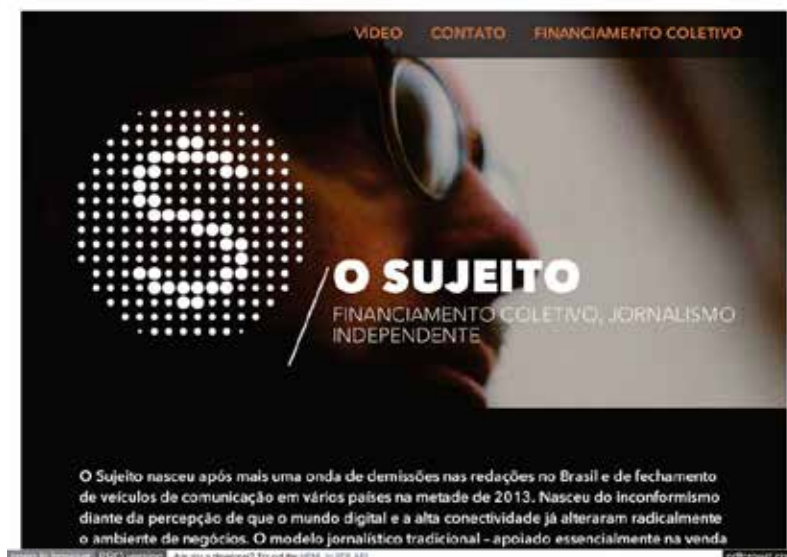 VÍDEO CONTATO FINANCIAMENTO COLETIVO
S
O SUJEITO
FINANCIAMENTO COLETIVO, JORNALISMO
INDEPENDENTE
O Sujeito nasceu após mais uma onda de demissões nas redações no Brasil e de fechamento
de veículos de comunicação em vários países na metade de 2013. Nasceu do inconformismo
diante da percepção de que o mundo digital e a alta conectividade já alteraram radicalmente
o ambiente de negócios. O modelo jornalístico tradicional – apoiado essencialmente na venda